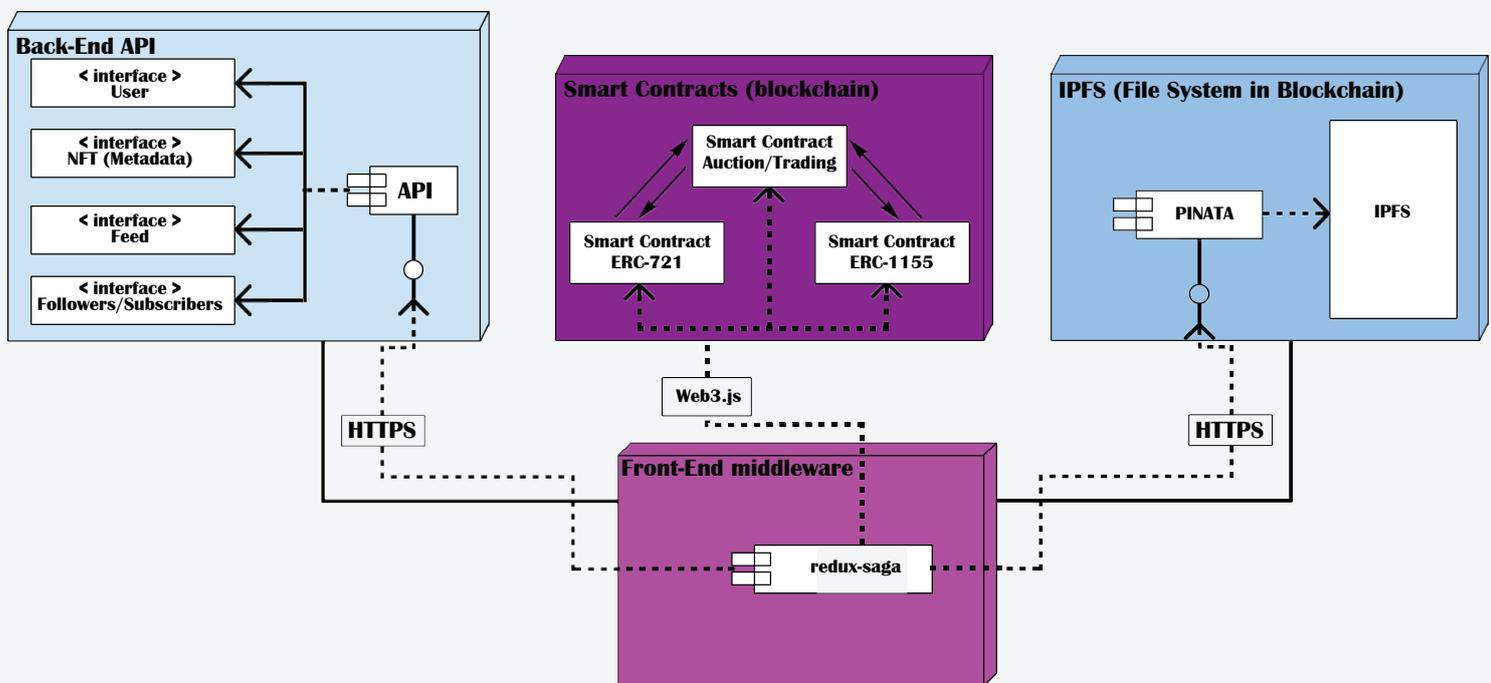 Back-End API
< interface >
User
< interface >
NFT (Metadata)
< interface >
Feed
< interface >
Followers/Subscribers
API
Smart Contracts (blockchain)
Smart Contract
Auction/Trading
Smart Contract
ERC-721
Smart Contract
ERC-1155
IPFS (File System in Blockchain)
PINATA
IPFS
HTTPS
Web3.js
HTTPS
Front-End middleware
redux-saga